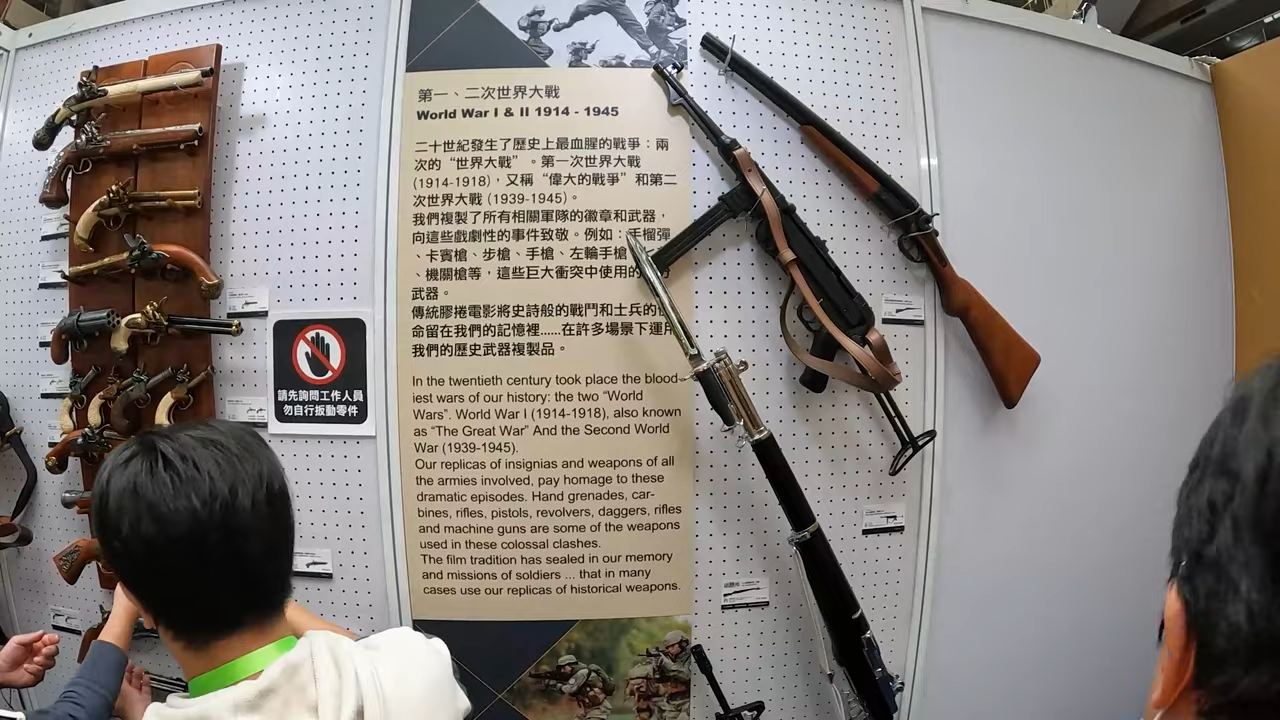 第一、二次世界大戰
World War I & II 1914 - 1945
二十世紀發生了歷史上最血腥的戰爭：兩
次的“世界大戰”。第一次世界大戰
(1914-1918)，又稱“偉大的戰爭”和第二
次世界大戰 (1939-1945)。
我們複製了所有相關軍隊的徽章和武器，
向這些戲劇性的事件致敬。例如：手榴彈
、卡賓槍、步槍、手槍、左輪手槍
、機關槍等，這些巨大衝突中使用的
武器。
傳統膠捲電影將史詩般的戰鬥和士兵的
命留在我們的記憶裡......在許多場景下運用
我們的歷史武器複製品。
In the twentieth century took place the blood-
iest wars of our history: the two “World
Wars”. World War I (1914-1918), also known
as “The Great War” And the Second World
War (1939-1945).
Our replicas of insignias and weapons of all
the armies involved, pay homage to these
dramatic episodes. Hand grenades, car-
bines, rifles, pistols, revolvers, daggers, rifles
and machine guns are some of the weapons
used in these colossal clashes.
The film tradition has sealed in our memory
and missions of soldiers ... that in many
cases use our replicas of historical weapons.
請先詢問工作人員
勿自行扳動零件